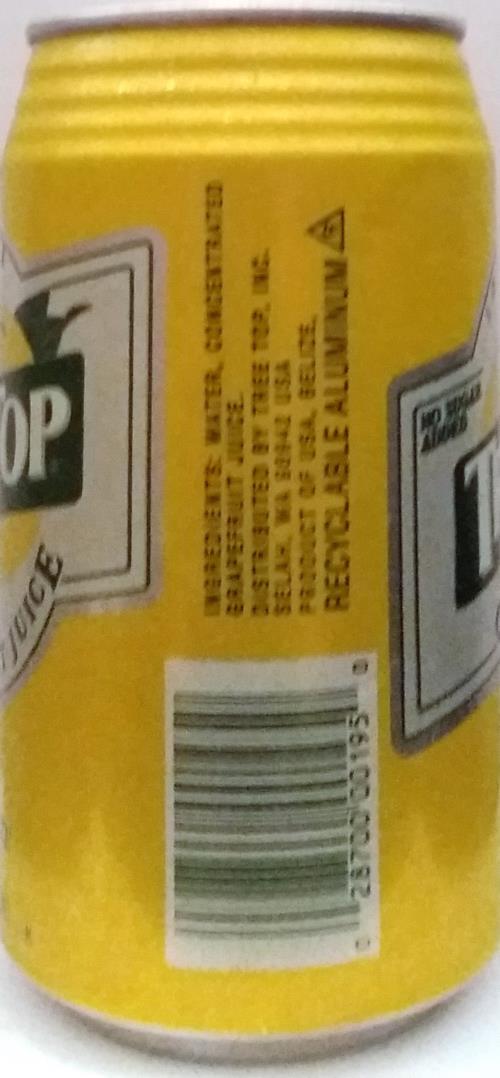 OP
JUICE
INGREDIENTS: WATER, CONCENTRATED
GRAPEFRUIT JUICE.
DISTRIBUTED BY TREE TOP, INC.
SELAH, WA 98942 USA
PRODUCT OF USA, BELIZE.
RECYCLABLE ALUMINUM
NO SUGAR
ADDED
T
0 28700 00195 0